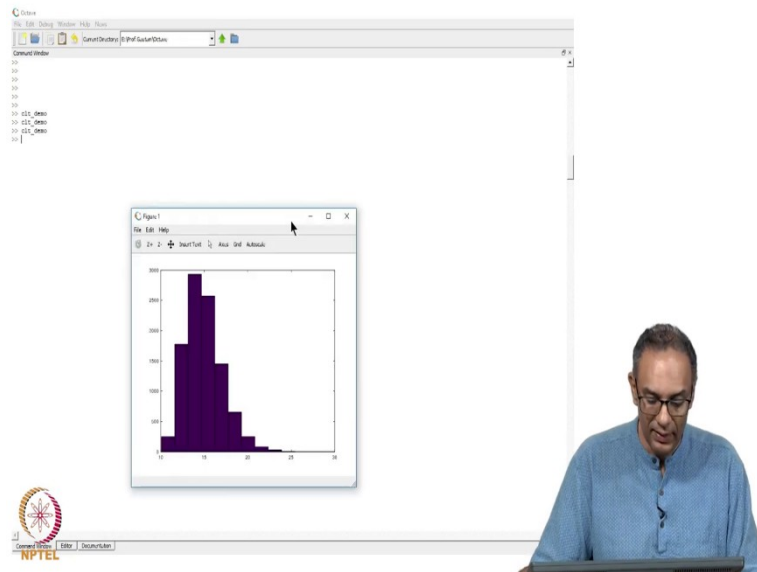 Octave
File Edit Debug Window Help News
Current Directory:
Command Window
>>
>>
>>
>>
>>
>>
>> clt_demo
>> clt_demo
>> clt_demo
>>
Figure 1
File Edit Help
Z+ Z- Insert Text Axes Grid Autoscale
3000
2500
2000
1500
1000
500
0
10 15 20 25 30
Command Window Editor Documentation
NPTEL